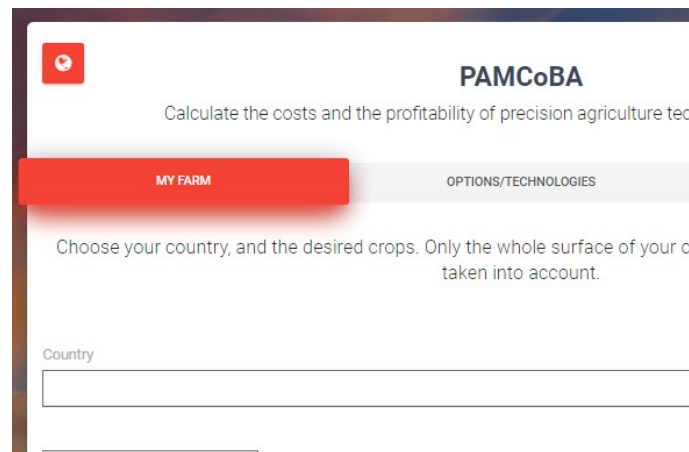 PAMCoBA
Calculate the costs and the profitability of precision agriculture
MY FARM
OPTIONS/TECHNOLOGIES
Choose your country, and the desired crops. Only the whole surface of your
taken into account.
Country